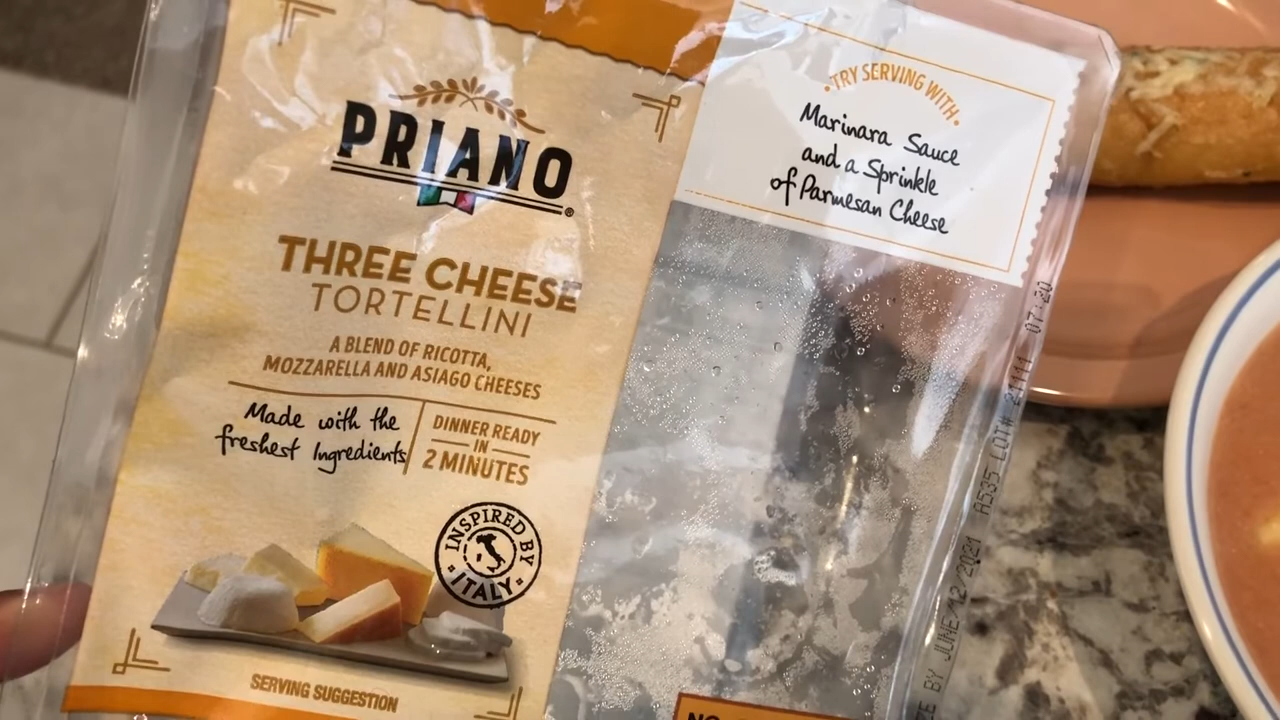 PRIANO
®
THREE CHEESE
TORTELLINI
A BLEND OF RICOTTA,
MOZZARELLA AND ASIAGO CHEESES
Made with the
freshest Ingredients
DINNER READY
IN
2 MINUTES
INSPIRED BY
ITALY
SERVING SUGGESTION
TRY SERVING WITH
Marinara Sauce
and a Sprinkle
of Parmesan Cheese
BY JUNE/12/2021 A535 LOT# 21111 07:20